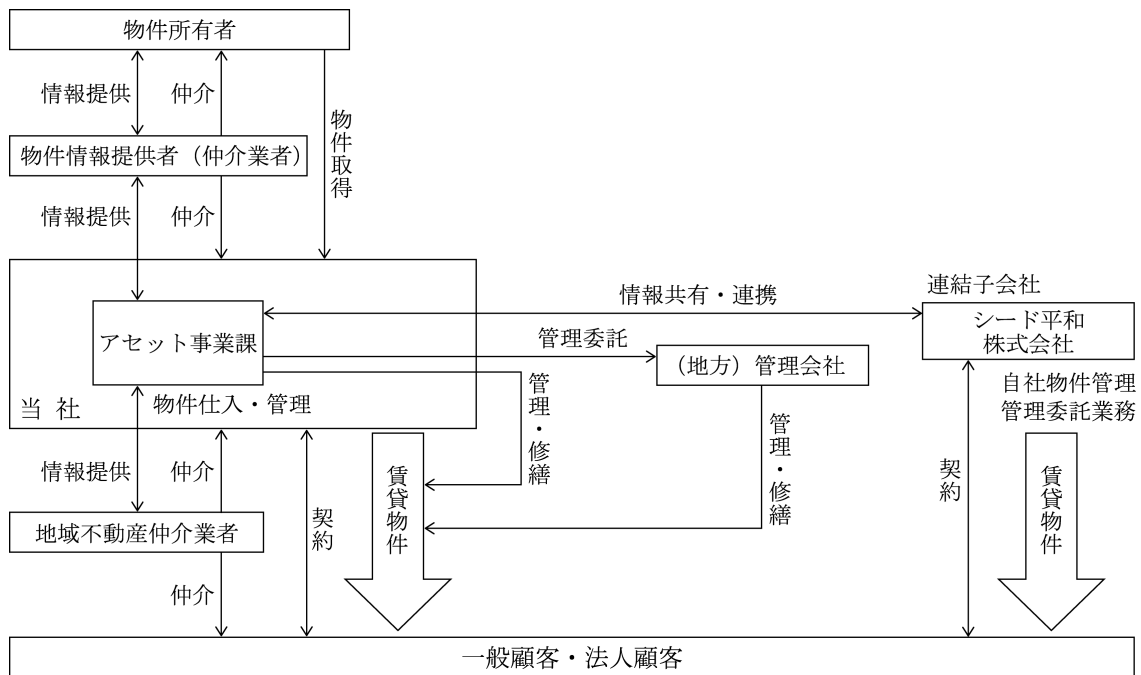 物件所有者
情報提供
仲介
物件取得
物件情報提供者（仲介業者）
情報提供
仲介
連結子会社
情報共有・連携
シード平和
株式会社
アセット事業課
管理委託
（地方）管理会社
管理・修繕
自社物件管理
管理委託業務
当社
物件仕入・管理
管理・修繕
情報提供
仲介
契約
賃貸物件
契約
賃貸物件
地域不動産仲介業者
仲介
一般顧客・法人顧客